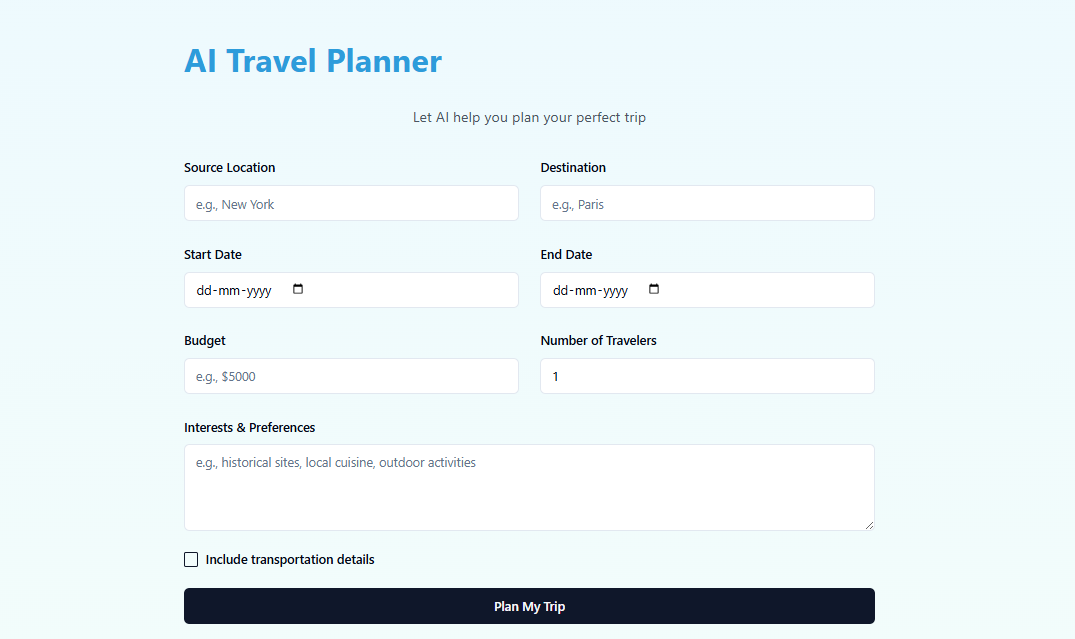 AI Travel Planner
Let AI help you plan your perfect trip
Source Location
Destination
e.g., New York
e.g., Paris
Start Date
End Date
dd-mm-yyyy
dd-mm-yyyy
Budget
Number of Travelers
e.g., $5000
1
Interests & Preferences
e.g., historical sites, local cuisine, outdoor activities
Include transportation details
Plan My Trip